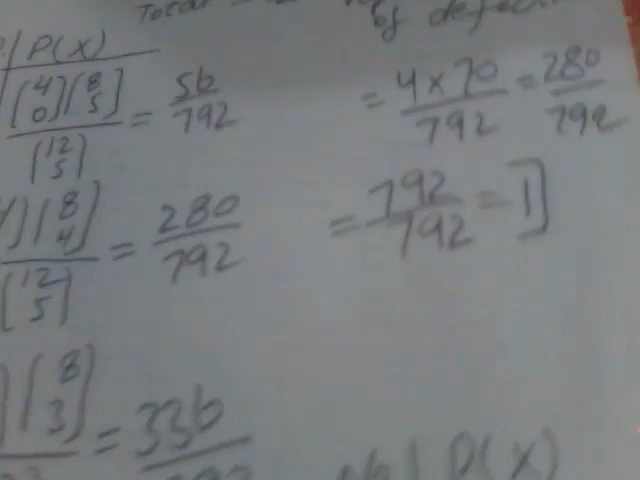 Total
of defec
P(X)
(4 0)(8 5) / (12 5) = 56/792
= 4 × 70 / 792 = 280/792
(8 4) / (12 5) = 280/792
= 792/792 = 1]
(8 3) = 336
P(X)